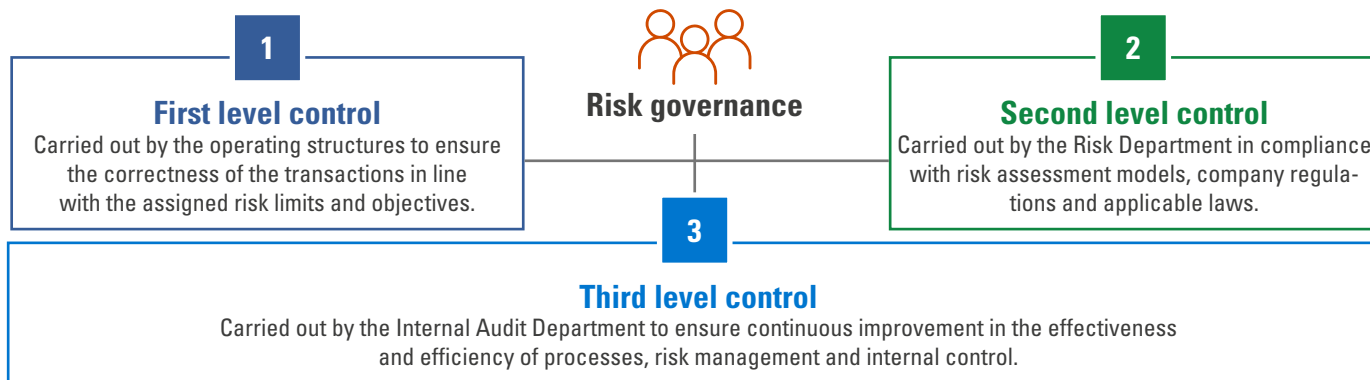 1
First level control
Carried out by the operating structures to ensure
the correctness of the transactions in line
with the assigned risk limits and objectives.
Risk governance
2
Second level control
Carried out by the Risk Department in compliance
with risk assessment models, company regula-
tions and applicable laws.
3
Third level control
Carried out by the Internal Audit Department to ensure continuous improvement in the effectiveness
and efficiency of processes, risk management and internal control.